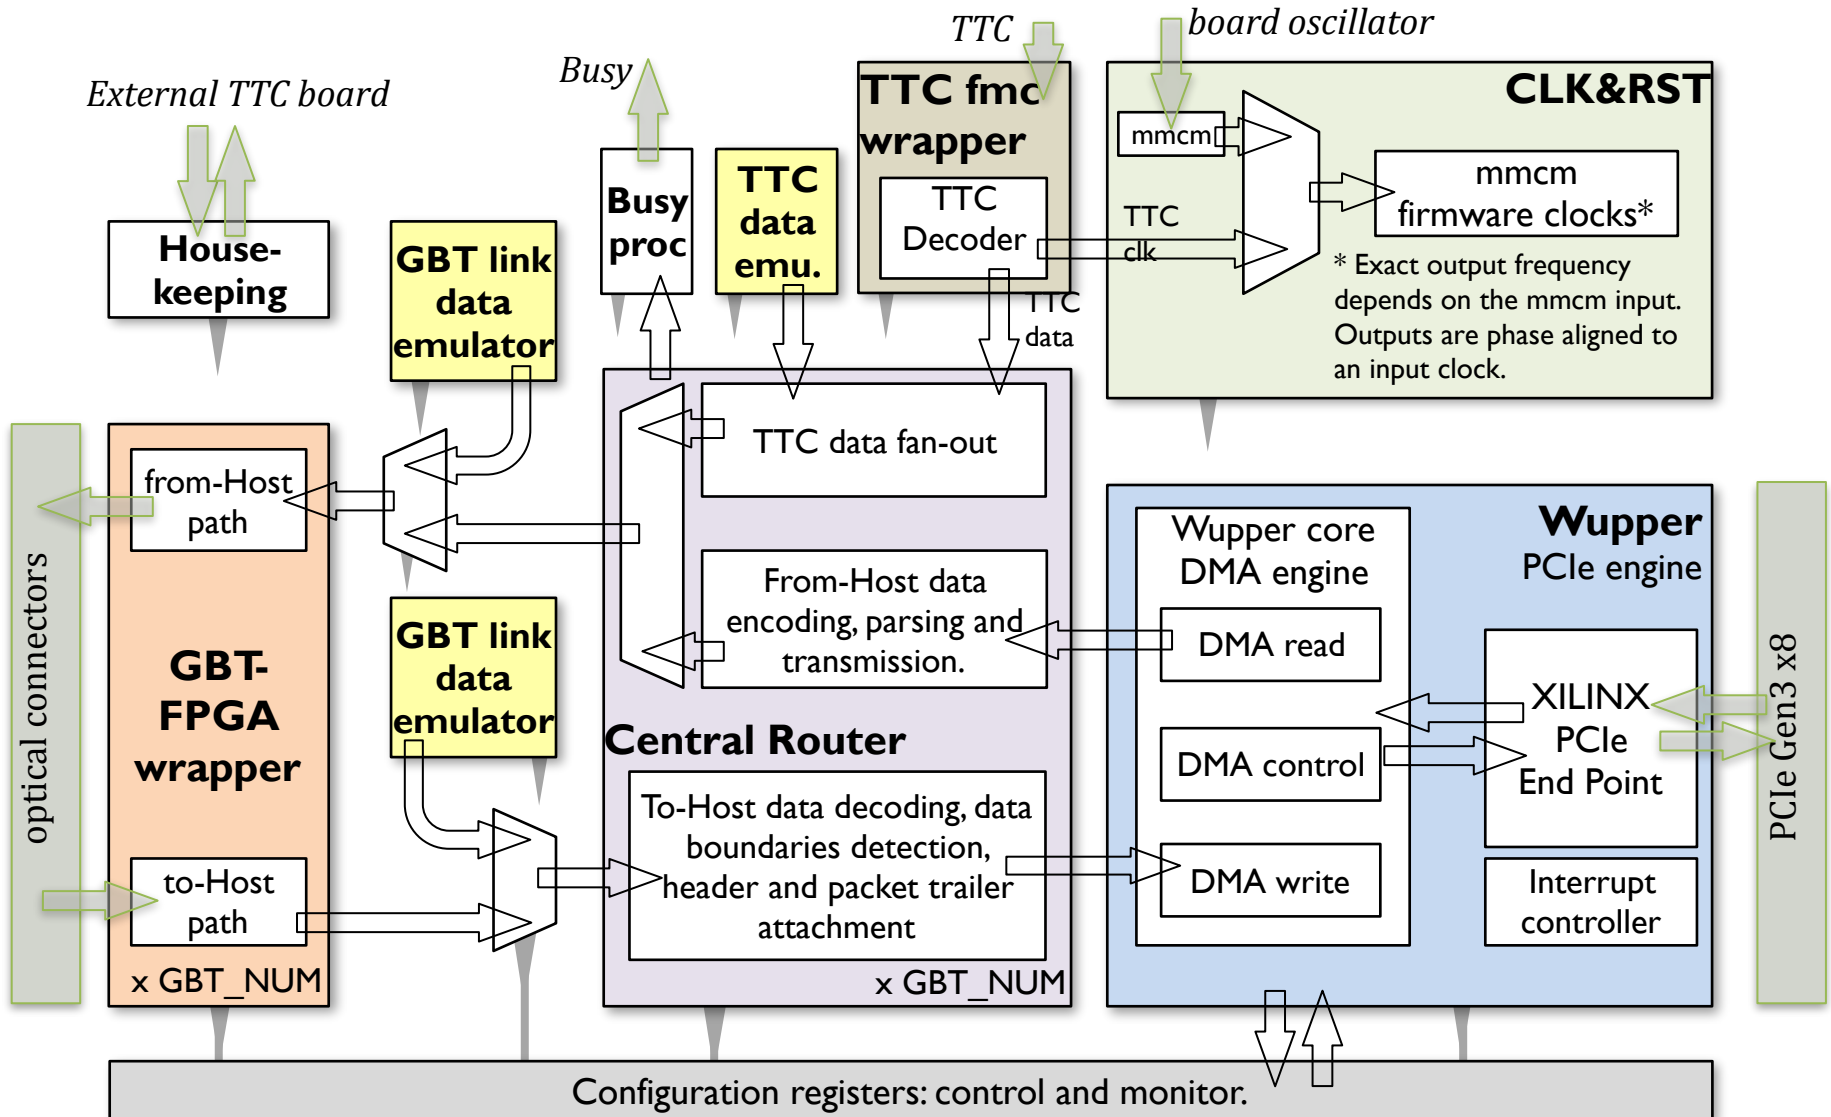 TTC
board oscillator
External TTC board
Busy
TTC fmc
wrapper
TTC
Decoder
TTC
clk
TTC
data
CLK&RST
mmcm
mmcm
firmware clocks*
* Exact output frequency
depends on the mmcm input.
Outputs are phase aligned to
an input clock.
House-
keeping
GBT link
data
emulator
Busy
proc
TTC
data
emu.
optical connectors
from-Host
path
GBT-
FPGA
wrapper
to-Host
path
x GBT_NUM
GBT link
data
emulator
TTC data fan-out
From-Host data
encoding, parsing and
transmission.
Central Router
To-Host data decoding, data
boundaries detection,
header and packet trailer
attachment
x GBT_NUM
Wupper
PCIe engine
Wupper core
DMA engine
DMA read
DMA control
DMA write
XILINX
PCIe
End Point
Interrupt
controller
PCIe Gen3 x8
Configuration registers: control and monitor.